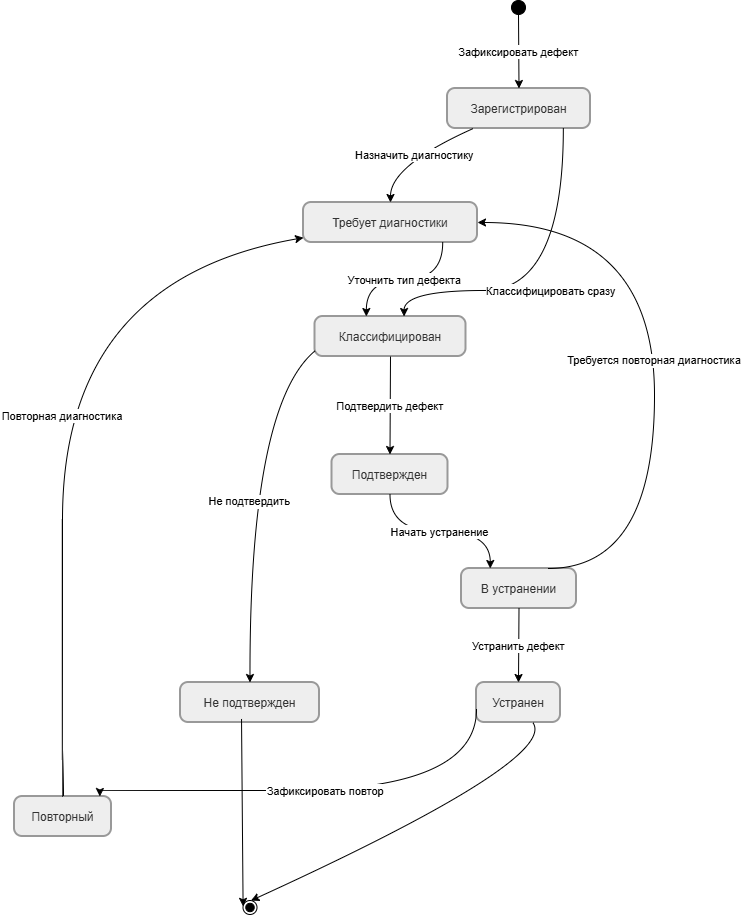 Зафиксировать дефект
Зарегистрирован
Назначить диагностику
Требует диагностики
Уточнить тип дефекта
Классифицировать сразу
Классифицирован
Требуется повторная диагностика
Подтвердить дефект
Повторная диагностика
Подтвержден
Не подтвердить
Начать устранение
В устранении
Устранить дефект
Не подтвержден
Устранен
Зафиксировать повтор
Повторный